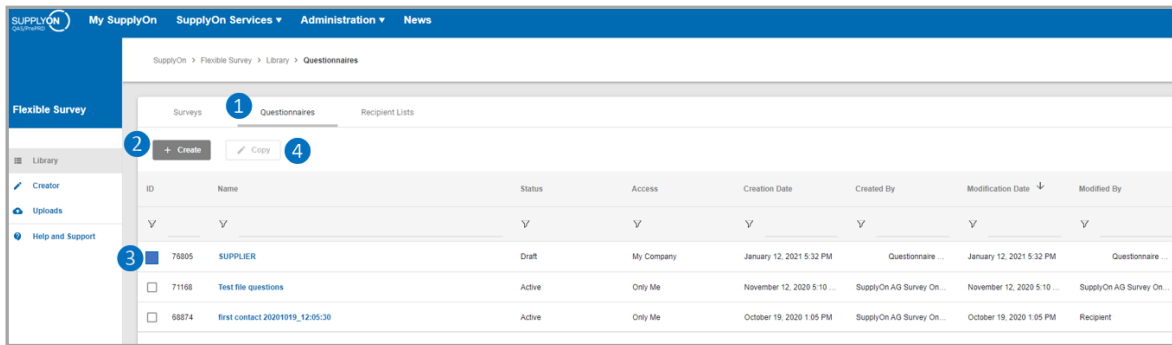 SUPPLYON My SupplyOn SupplyOn Services Administration News
QAS/PrePRD
SupplyOn > Flexible Survey > Library > Questionnaires
Flexible Survey
Surveys 1 Questionnaires Recipient Lists
2 + Create Copy 4
Library
Creator
Uploads
Help and Support
ID Name Status Access Creation Date Created By Modification Date Modified By
3 76805 SUPPLIER Draft My Company January 12, 2021 5:32 PM Questionnaire ... January 12, 2021 5:32 PM Questionnaire ...
71168 Test file questions Active Only Me November 12, 2020 5:10 ... SupplyOn AG Survey On... November 12, 2020 5:10 ... SupplyOn AG Survey On...
68874 first contact 20201019_12:05:30 Active Only Me October 19, 2020 1:05 PM SupplyOn AG Survey On... October 19, 2020 1:05 PM Recipient